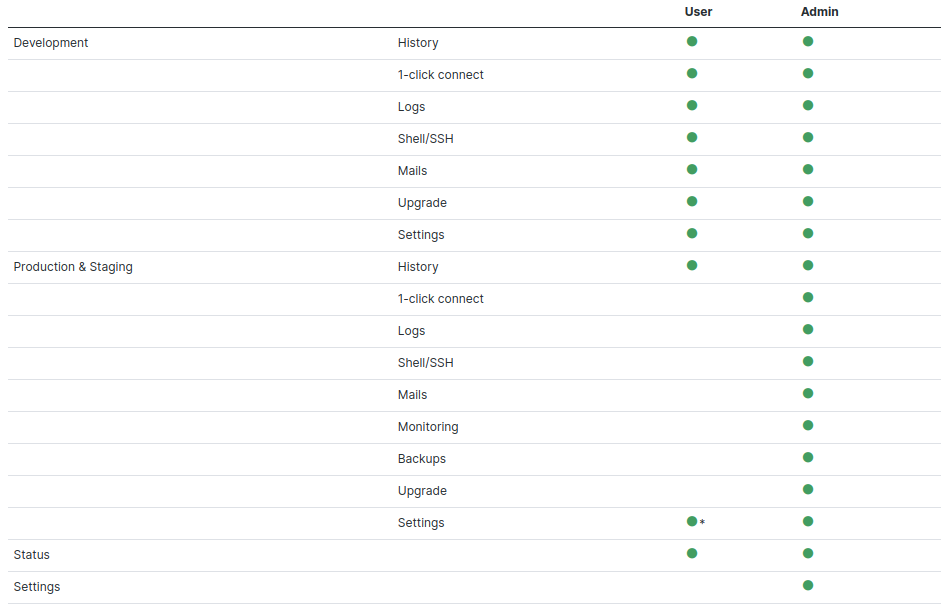 User Admin
Development History
1-click connect
Logs
Shell/SSH
Mails
Upgrade
Settings
Production & Staging History
1-click connect
Logs
Shell/SSH
Mails
Monitoring
Backups
Upgrade
Settings *
Status
Settings